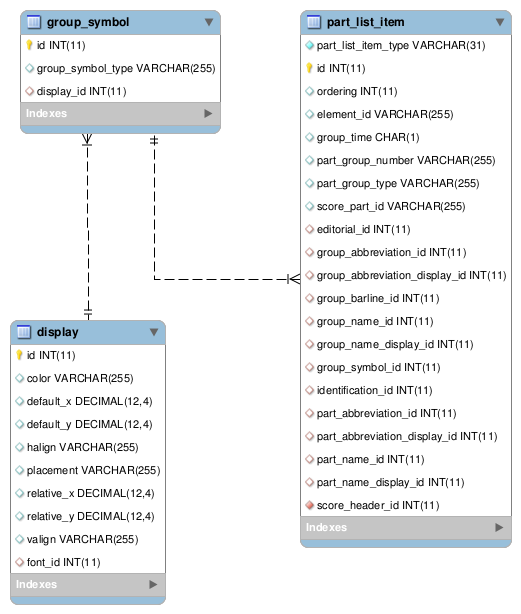 group_symbol
id INT(11)
group_symbol_type VARCHAR(255)
display_id INT(11)
Indexes
part_list_item
part_list_item_type VARCHAR(31)
id INT(11)
ordering INT(11)
element_id VARCHAR(255)
group_time CHAR(1)
part_group_number VARCHAR(255)
part_group_type VARCHAR(255)
score_part_id VARCHAR(255)
editorial_id INT(11)
group_abbreviation_id INT(11)
group_abbreviation_display_id INT(11)
group_barline_id INT(11)
group_name_id INT(11)
group_name_display_id INT(11)
group_symbol_id INT(11)
identification_id INT(11)
part_abbreviation_id INT(11)
part_abbreviation_display_id INT(11)
part_name_id INT(11)
part_name_display_id INT(11)
score_header_id INT(11)
Indexes
display
id INT(11)
color VARCHAR(255)
default_x DECIMAL(12,4)
default_y DECIMAL(12,4)
halign VARCHAR(255)
placement VARCHAR(255)
relative_x DECIMAL(12,4)
relative_y DECIMAL(12,4)
valign VARCHAR(255)
font_id INT(11)
Indexes